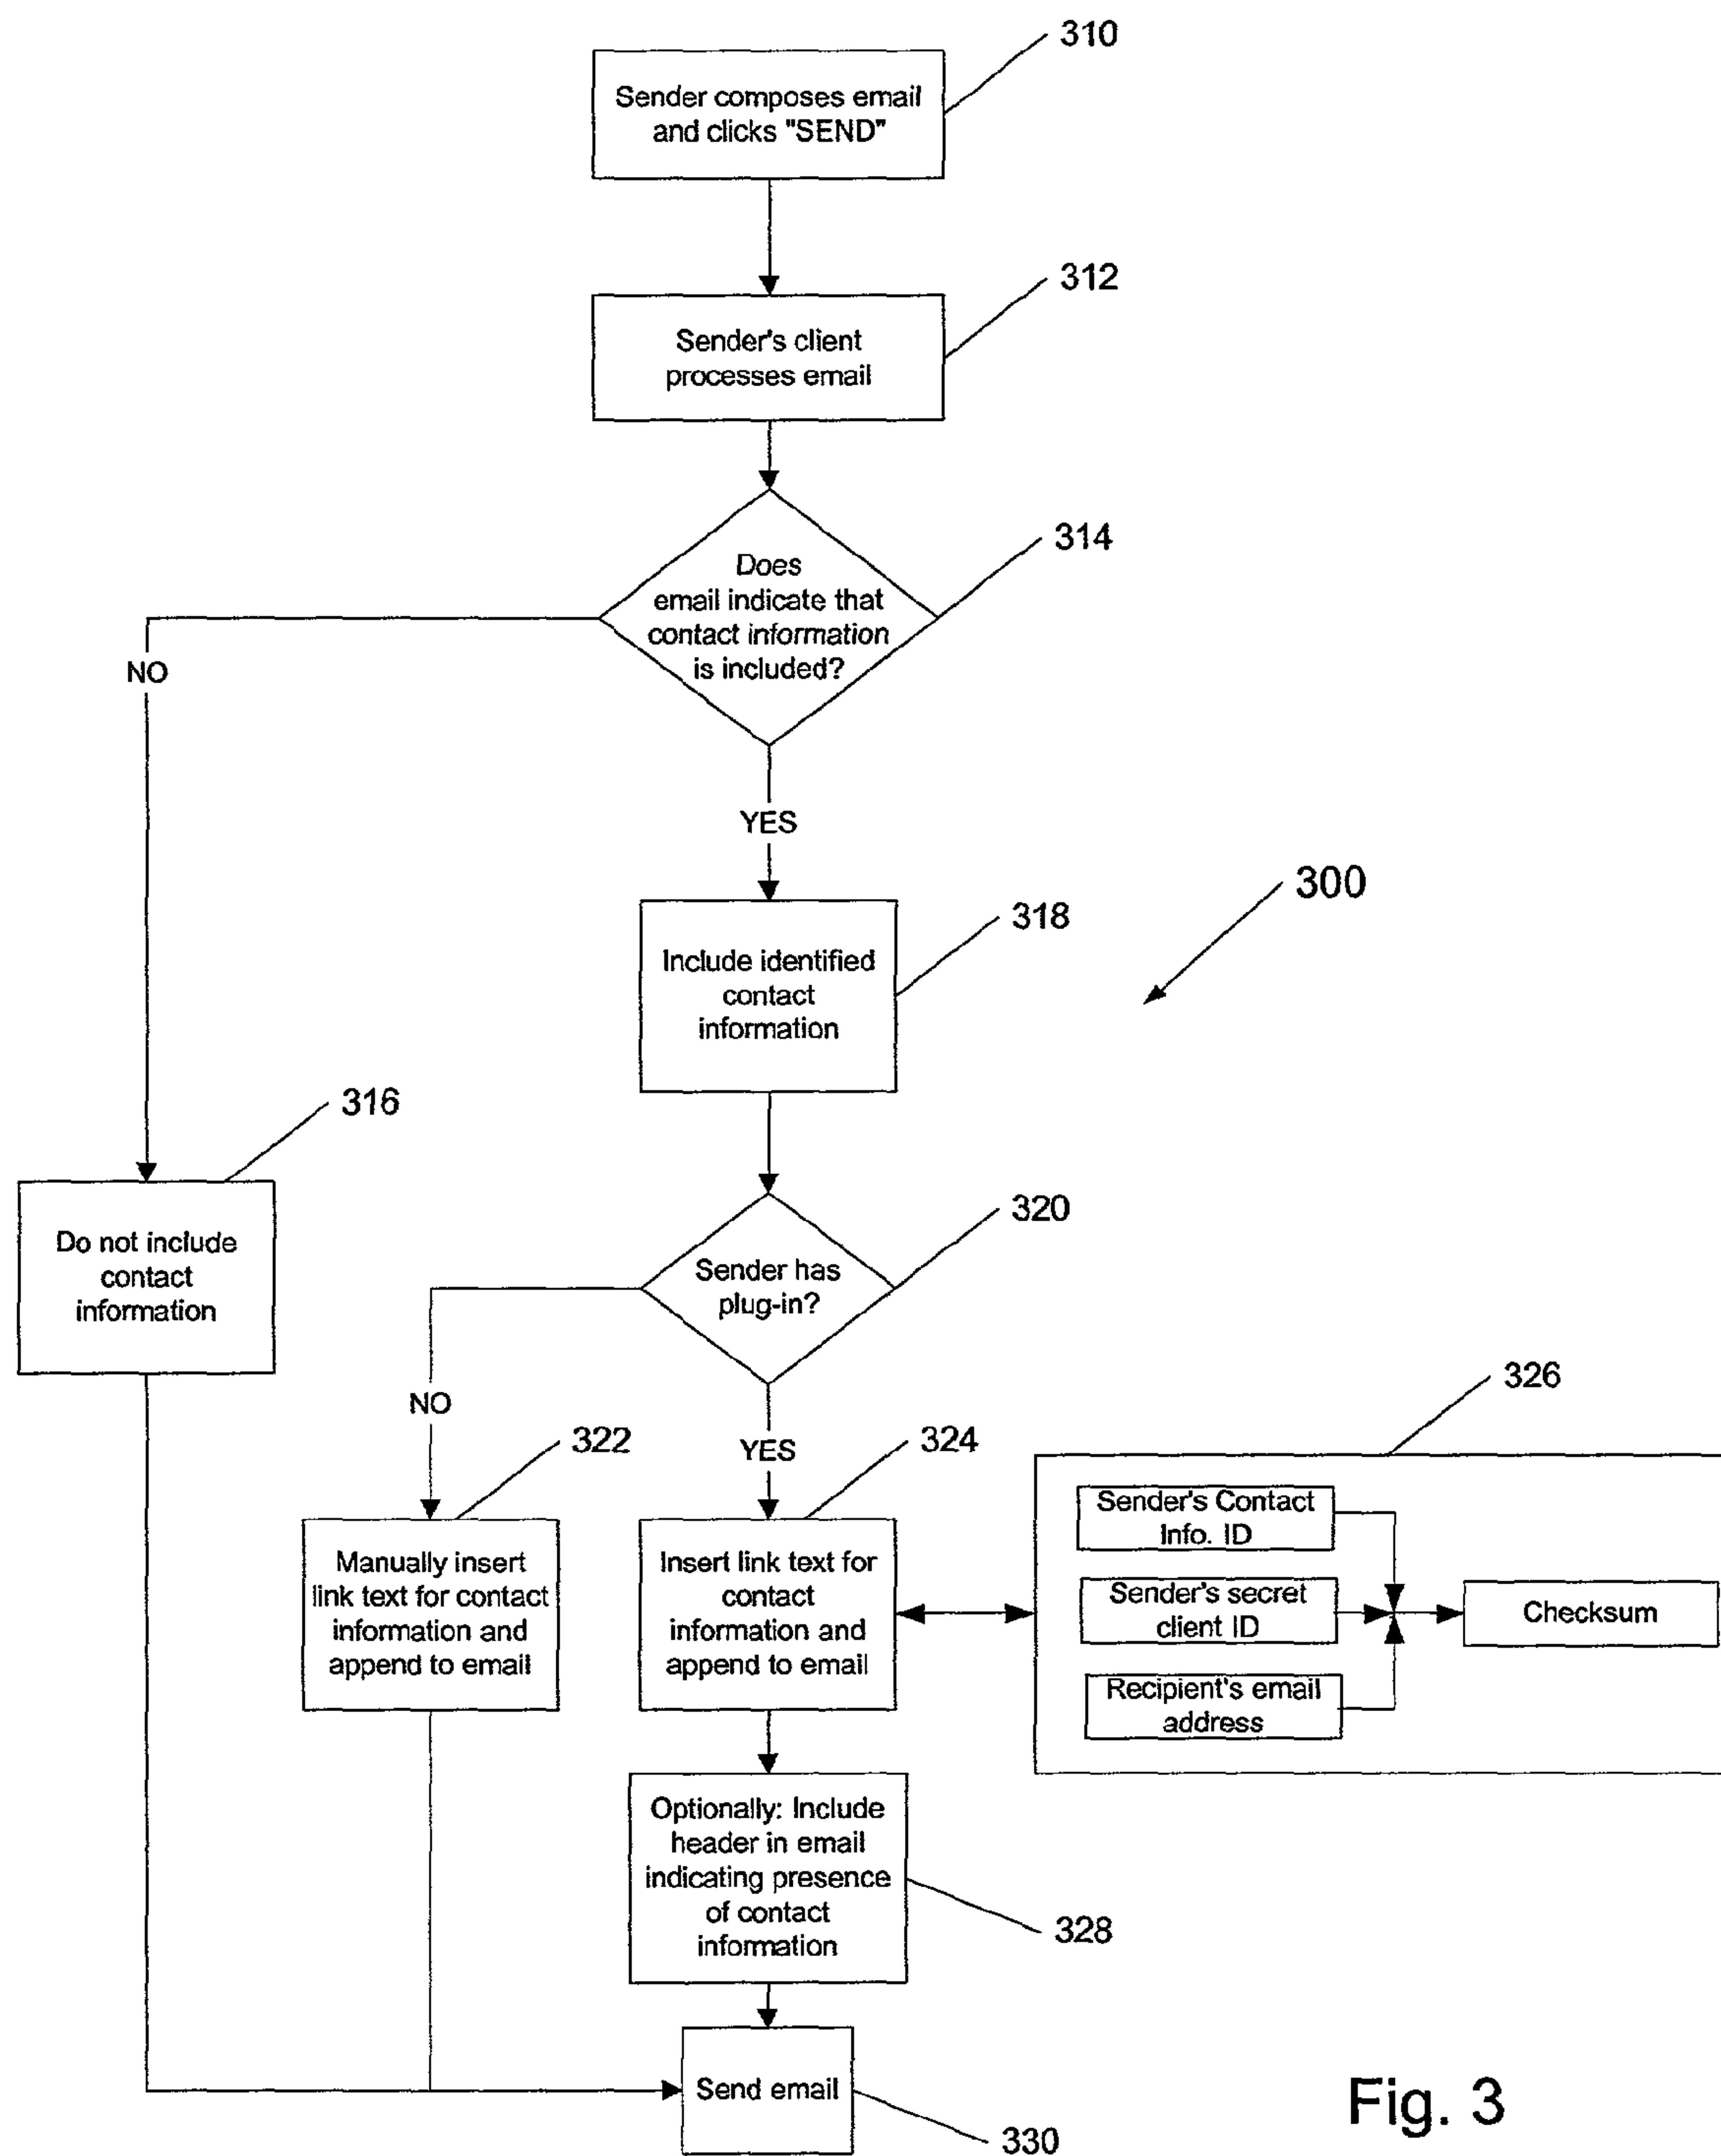 310
Sender composes email
and clicks "SEND"
312
Sender's client
processes email
314
Does
email indicate that
contact information
is included?
NO
YES
300
318
Include identified
contact
information
316
Do not include
contact
information
320
Sender has
plug-in?
NO
YES
322
Manually insert
link text for contact
information and
append to email
324
Insert link text for
contact
information and
append to email
326
Sender's Contact
Info. ID
Sender's secret
client ID
Recipient's email
address
Checksum
Optionally: Include
header in email
indicating presence
of contact
information
328
Send email
330
Fig. 3